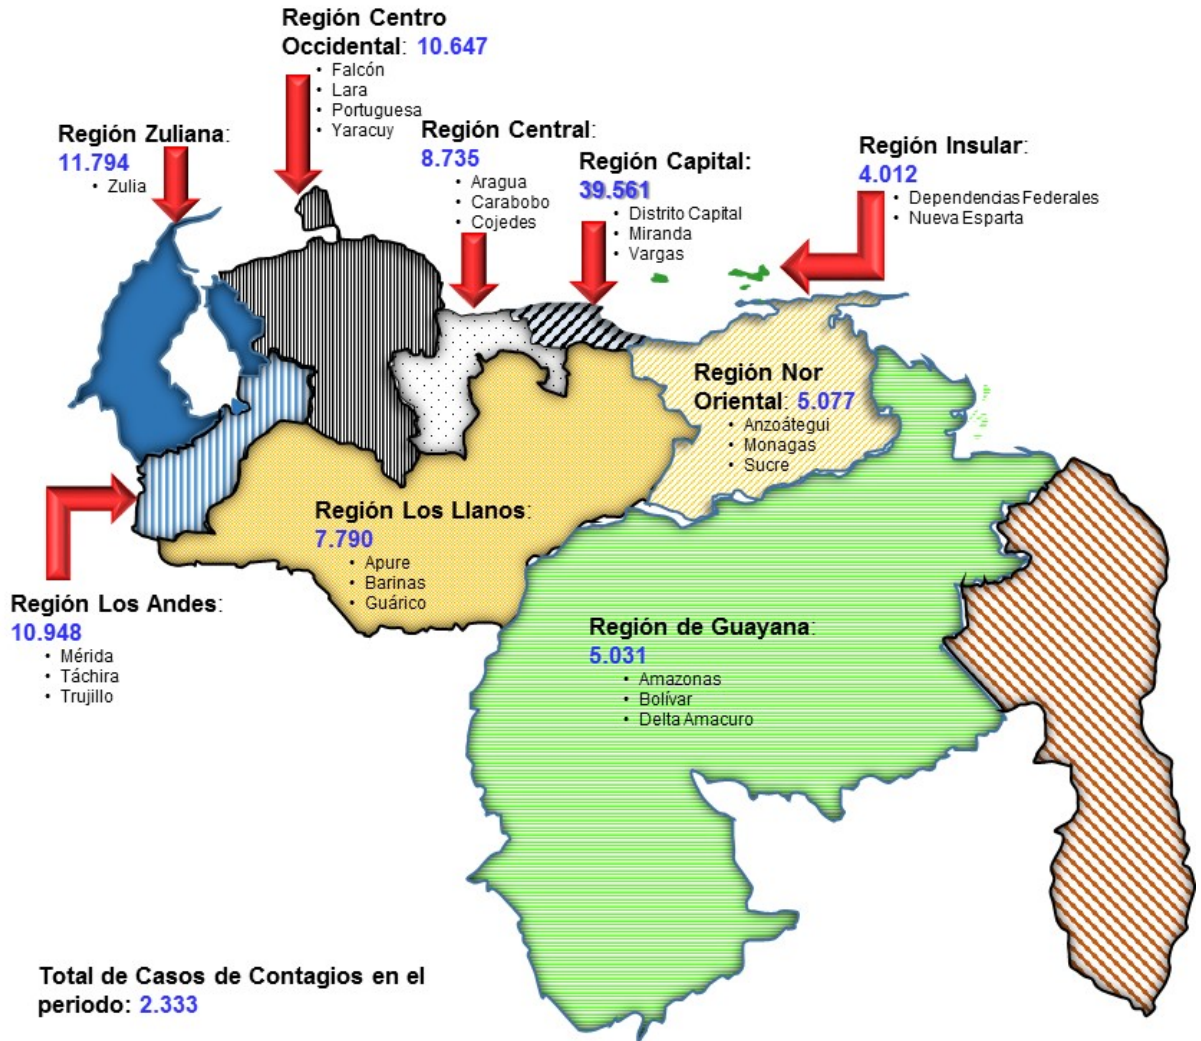 Región Centro
Occidental: 10.647
• Falcón
• Lara
• Portuguesa
• Yaracuy
Región Zuliana:
11.794
• Zulia
Región Central:
8.735
• Aragua
• Carabobo
• Cojedes
Región Capital:
39.561
• Distrito Capital
• Miranda
• Vargas
Región Insular:
4.012
• Dependencias Federales
• Nueva Esparta
Región Nor
Oriental: 5.077
• Anzoátegui
• Monagas
• Sucre
Región Los Llanos:
7.790
• Apure
• Barinas
• Guárico
Región Los Andes:
10.948
• Mérida
• Táchira
• Trujillo
Región de Guayana:
5.031
• Amazonas
• Bolívar
• Delta Amacuro
Total de Casos de Contagios en el
periodo: 2.333